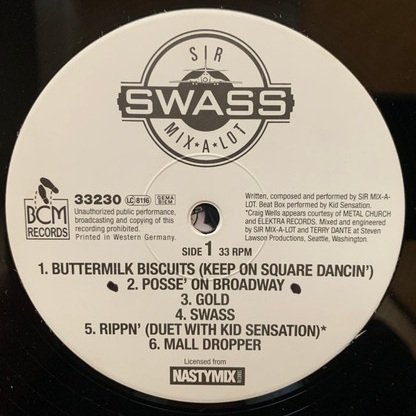 SIR
SWASS
MIX★A★LOT
BCM
RECORDS
33230 LC 8116 GEMA
BIEM
Unauthorized public performance,
broadcasting and copying of this
recording prohibited.
Printed in Western Germany.
Written, composed and performed by SIR MIX-A-
LOT. Beat Box performed by Kid Sensation.
*Craig Wells appears courtesy of METAL CHURCH
and ELEKTRA RECORDS. Mixed and engineered
by SIR MIX-A-LOT and TERRY DANTE at Steven
Lawson Productions, Seattle, Washington.
SIDE 1 33 RPM
1. BUTTERMILK BISCUITS (KEEP ON SQUARE DANCIN')
2. POSSE' ON BROADWAY
3. GOLD
4. SWASS
5. RIPPN' (DUET WITH KID SENSATION)*
6. MALL DROPPER
Licensed from
NASTYMIX